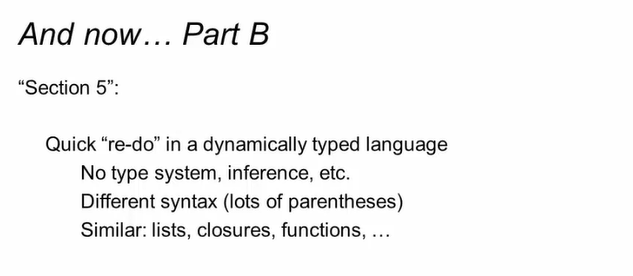 And now… Part B
“Section 5”:
Quick “re-do” in a dynamically typed language
No type system, inference, etc.
Different syntax (lots of parentheses)
Similar: lists, closures, functions, …